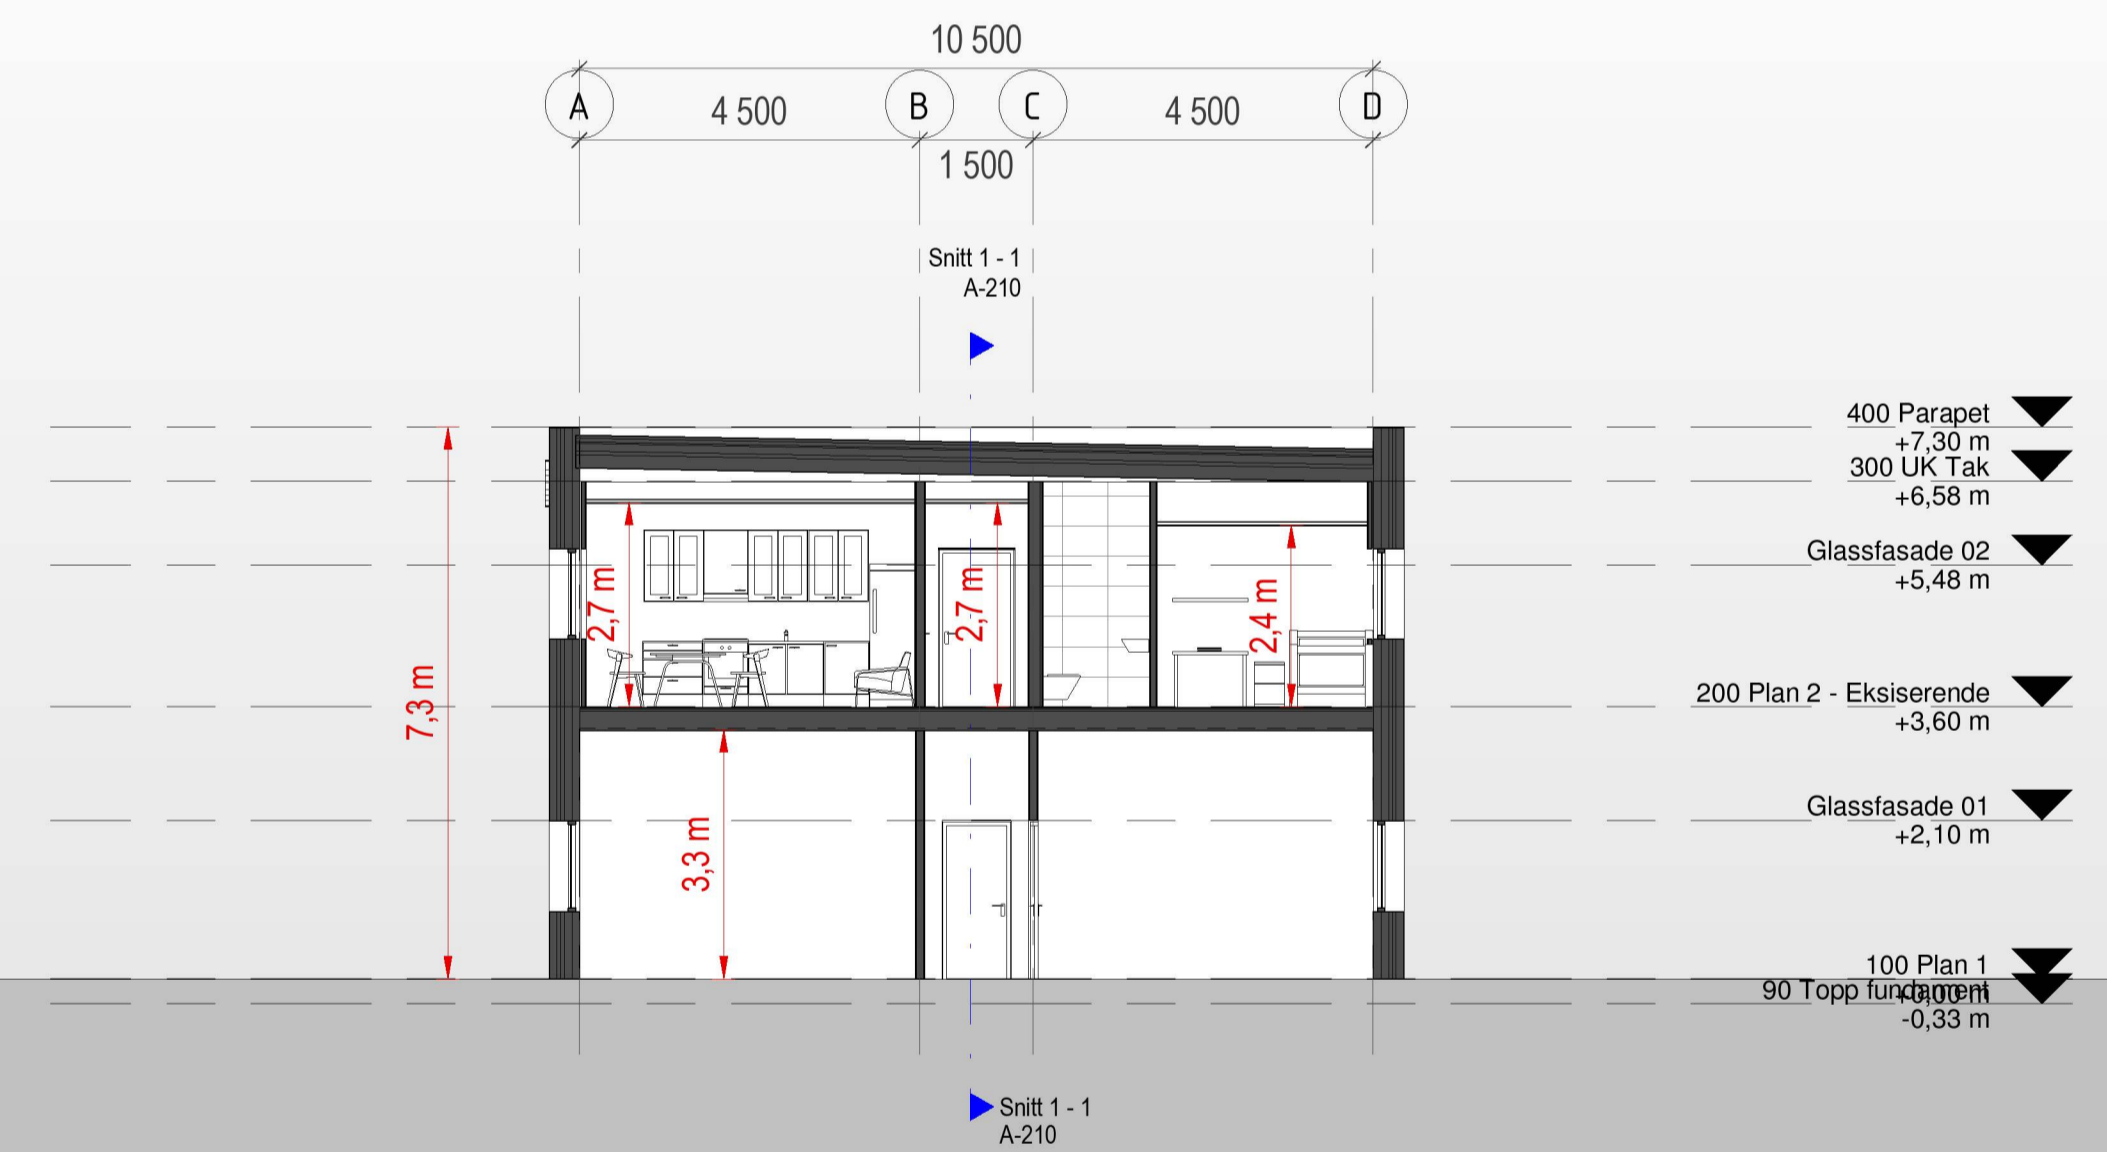 10 500
A
4 500
B
C
4 500
D
1 500
Snitt 1 - 1
A-210
400 Parapet
+7,30 m
300 UK Tak
+6,58 m
Glassfasade 02
+5,48 m
2,7 m
2,7 m
2,4 m
7,3 m
200 Plan 2 - Eksiserende
+3,60 m
Glassfasade 01
+2,10 m
3,3 m
100 Plan 1
+0,00 m
90 Topp fundament
-0,33 m
Snitt 1 - 1
A-210